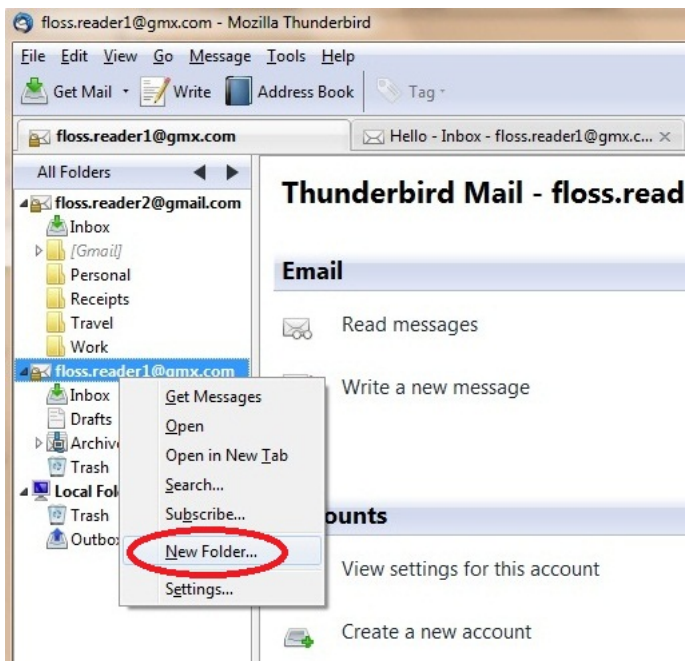 floss.reader1@gmx.com - Mozilla Thunderbird
File Edit View Go Message Tools Help
Get Mail Write Address Book Tag
floss.reader1@gmx.com Hello - Inbox - floss.reader1@gmx.c...
All Folders
floss.reader2@gmail.com
Inbox
[Gmail]
Personal
Receipts
Travel
Work
floss.reader1@gmx.com
Inbox
Drafts
Archiv
Trash
Local Fol
Trash
Outbo
Get Messages
Open
Open in New Tab
Search...
Subscribe...
New Folder...
Settings...
Thunderbird Mail - floss.read
Email
Read messages
Write a new message
ounts
View settings for this account
Create a new account